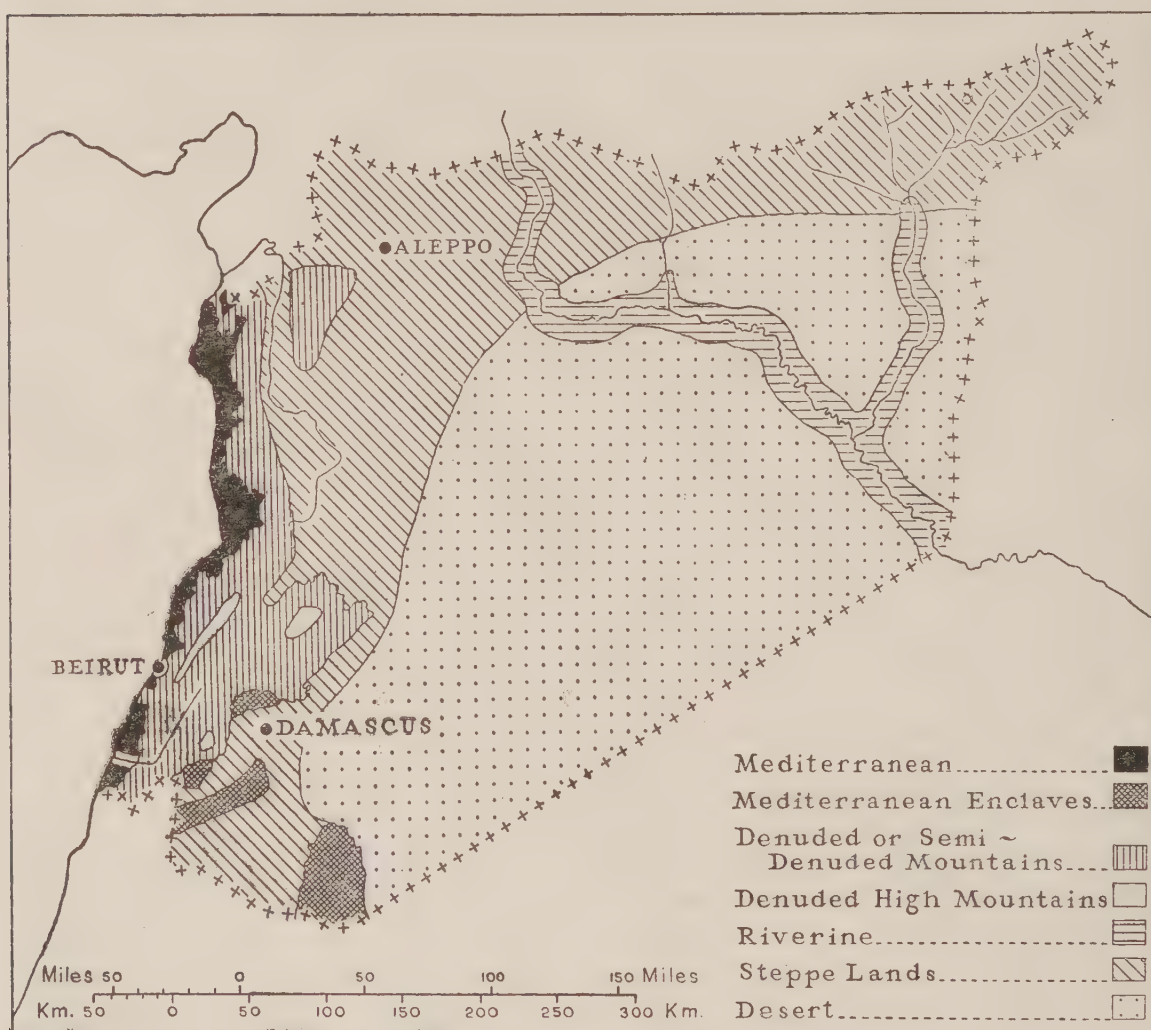 ALEPPO
BEIRUT
DAMASCUS
Mediterranean
Mediterranean Enclaves
Denuded or Semi ~
Denuded Mountains
Denuded High Mountains
Riverine
Steppe Lands
Desert
Miles 50 0 50 100 150 Miles
Km. 50 0 50 100 150 200 250 300 Km.